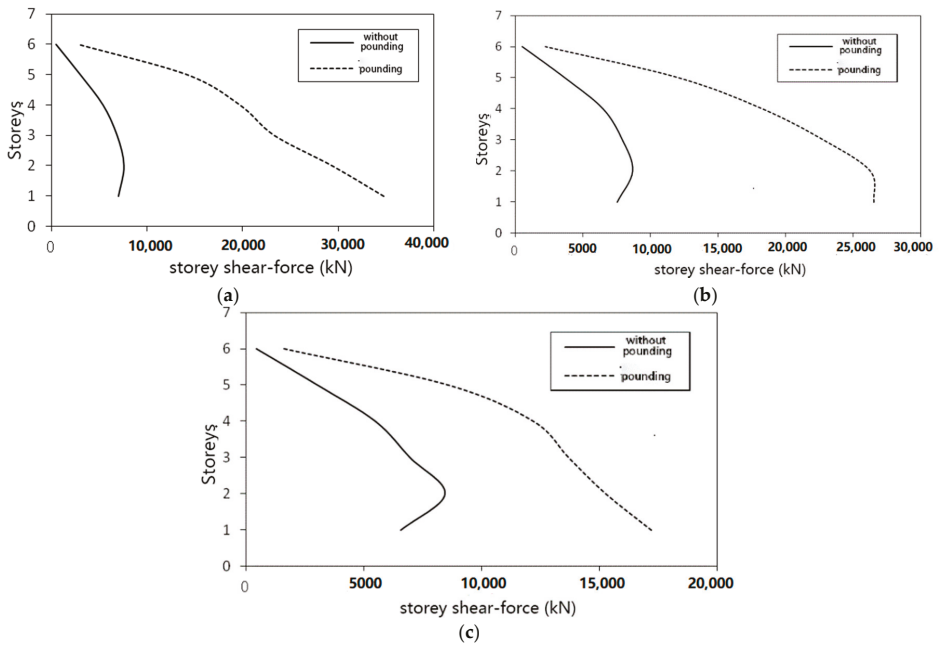 7
6
5
4
3
2
1
0
Storeyş
without
pounding
pounding
0
10,000
20,000
30,000
40,000
storey shear-force (kN)
(a)
7
6
5
4
3
2
1
0
Storeyş
without
pounding
pounding
0
5000
10,000
15,000
20,000
25,000
30,000
storey shear-force (kN)
(b)
7
6
5
4
3
2
1
0
Storeyş
without
pounding
pounding
0
5000
10,000
15,000
20,000
storey shear-force (kN)
(c)